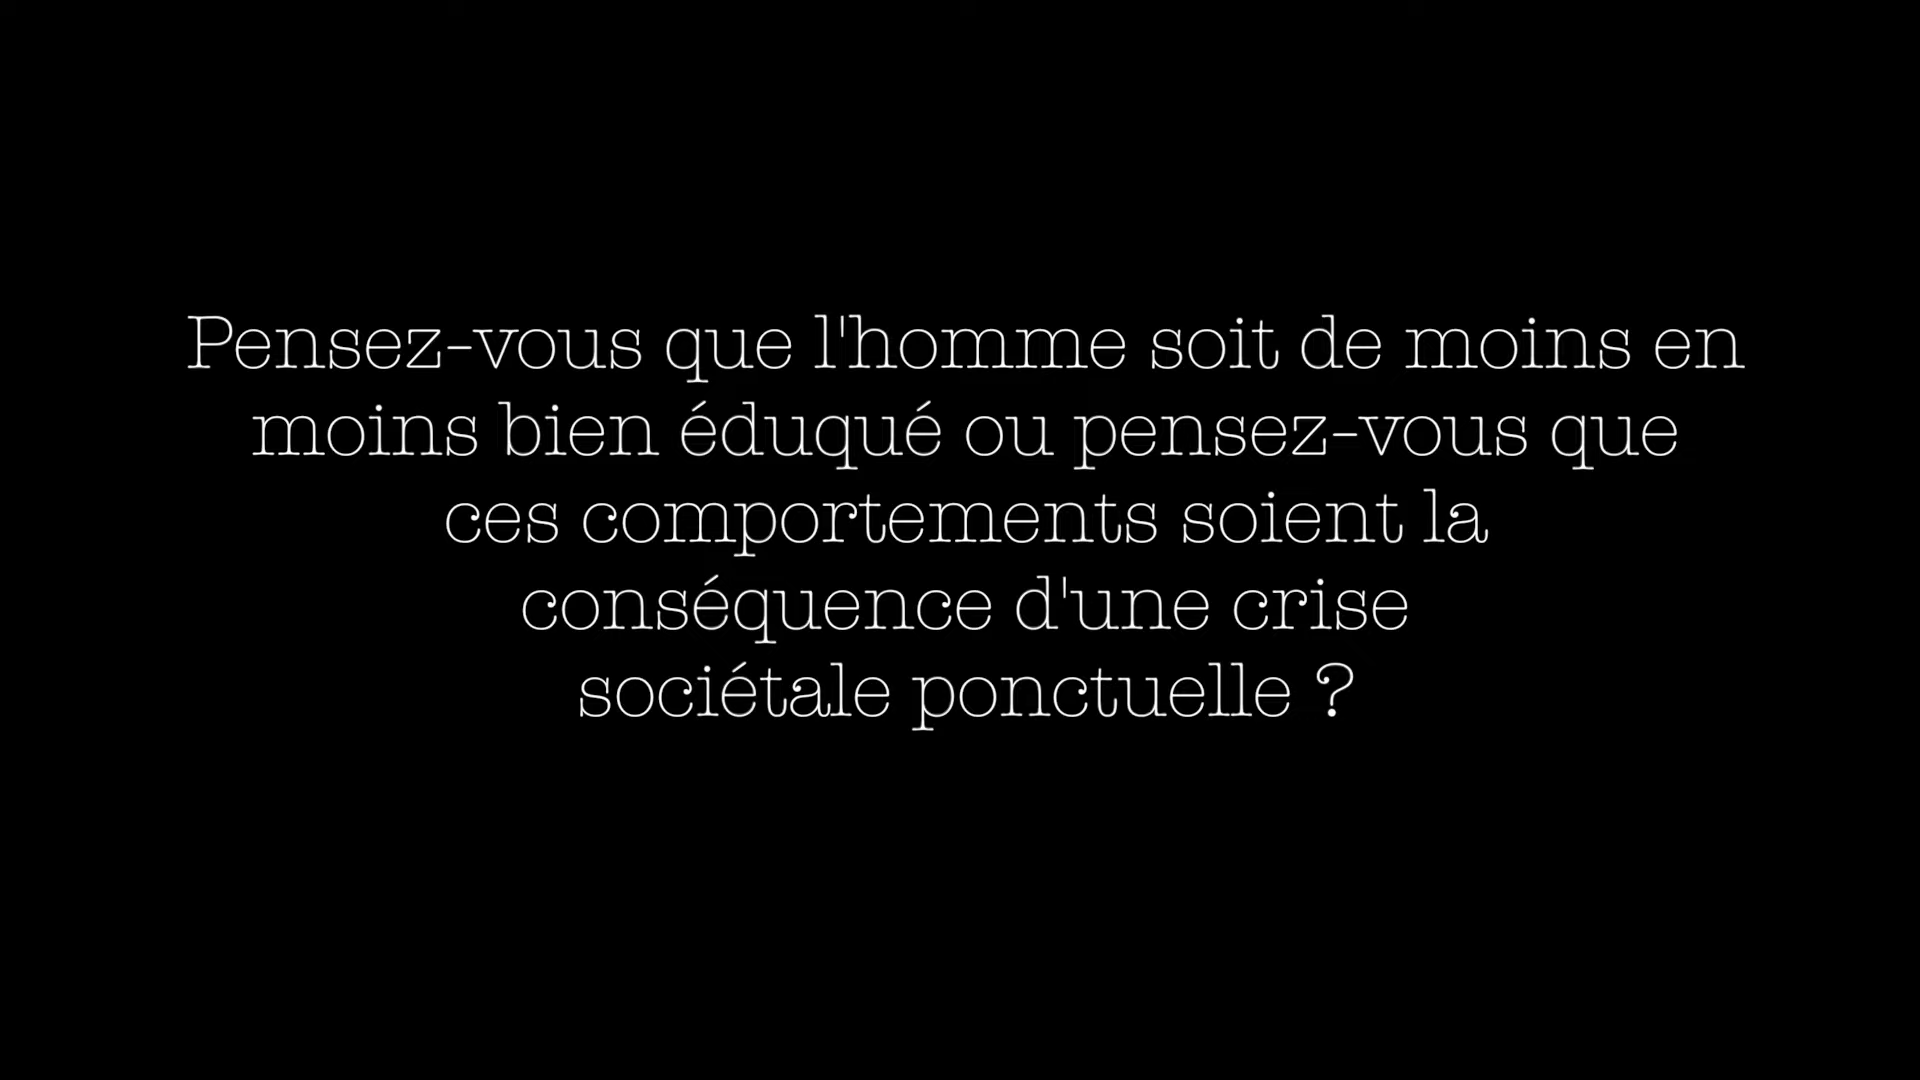 Pensez-vous que l'homme soit de moins en
moins bien éduqué ou pensez-vous que
ces comportements soient la
conséquence d'une crise
sociétale ponctuelle ?